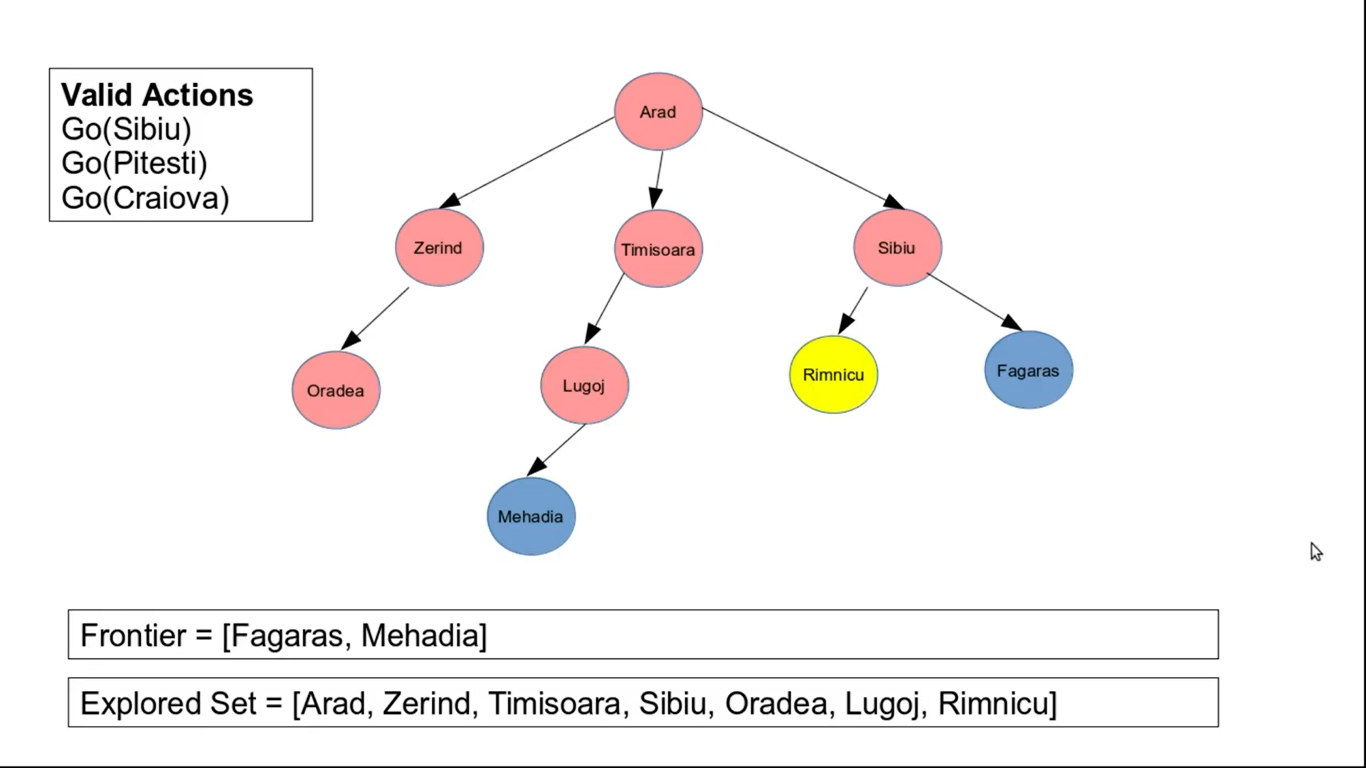 Valid Actions
Go(Sibiu)
Go(Pitesti)
Go(Craiova)
Arad
Zerind
Timisoara
Sibiu
Oradea
Lugoj
Rimnicu
Fagaras
Mehadia
Frontier = [Fagaras, Mehadia]
Explored Set = [Arad, Zerind, Timisoara, Sibiu, Oradea, Lugoj, Rimnicu]